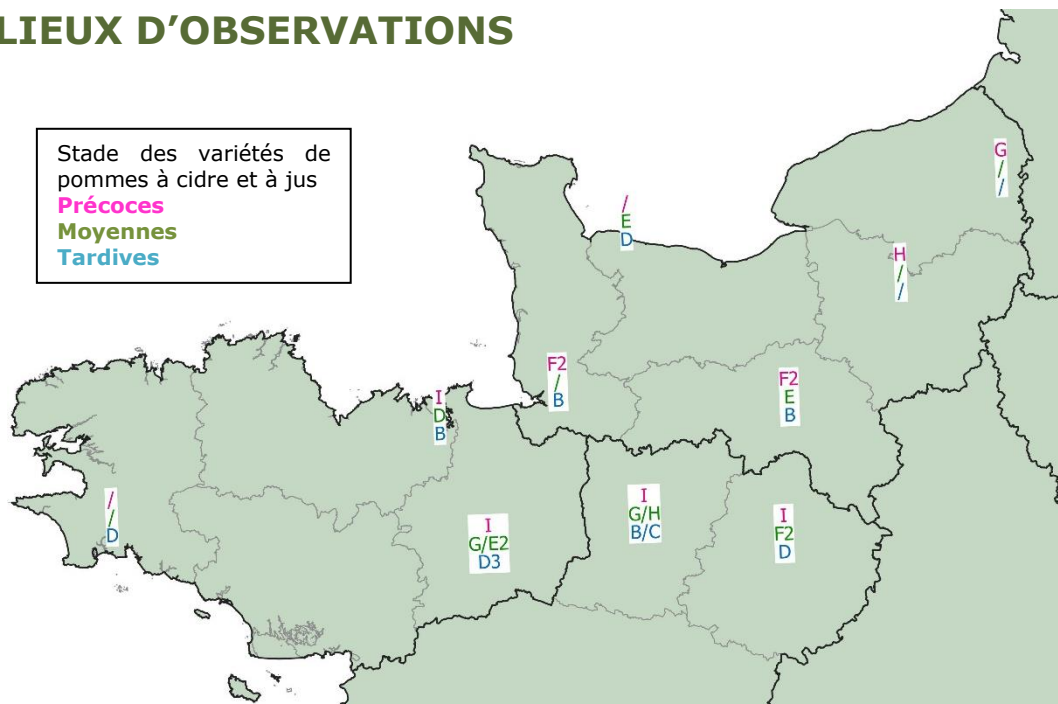 LIEUX D'OBSERVATIONS
Stade des variétés de
pommes à cidre et à jus
Précoces
Moyennes
Tardives
G
/
/
/
E
D
H
/
/
F2
/
B
F2
E
B
I
D
B
/
/
D
I
G/E2
D3
I
G/H
B/C
I
F2
D